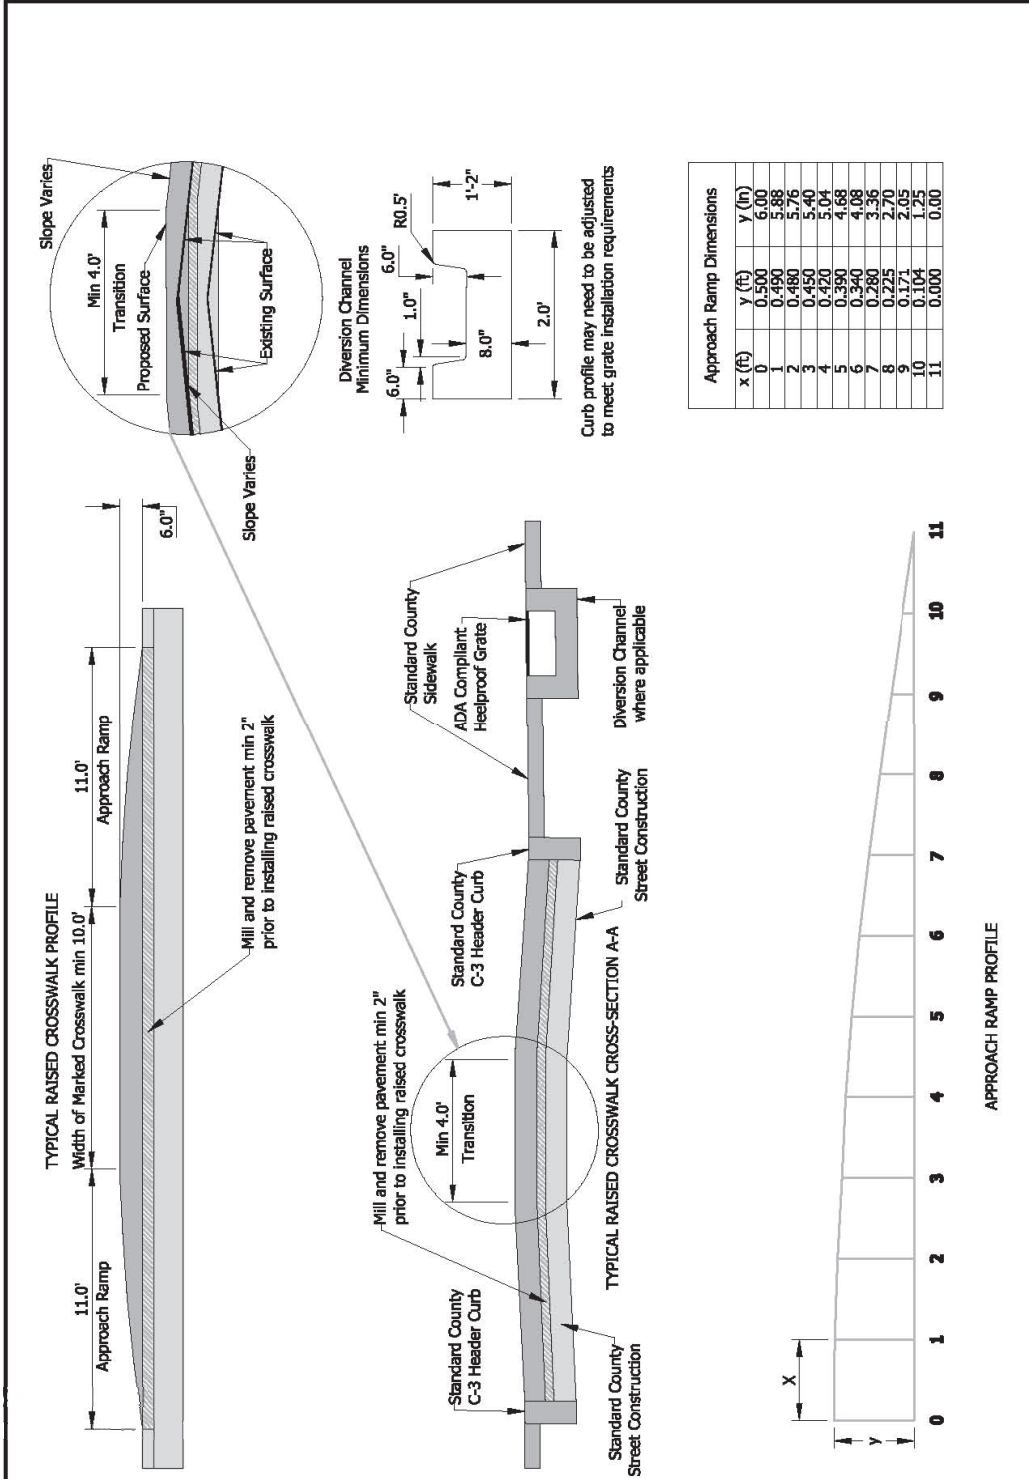 TYPICAL RAISED CROSSWALK PROFILE
Width of Marked Crosswalk min 10.0'
11.0'
Approach Ramp
11.0'
Approach Ramp
6.0"
Mill and remove pavement min 2"
prior to installing raised crosswalk
Slope Varies
Min 4.0'
Transition
Proposed Surface
Existing Surface
Slope Varies
Mill and remove pavement min 2"
prior to installing raised crosswalk
Min 4.0'
Transition
Standard County
C-3 Header Curb
Standard County
C-3 Header Curb
Standard County
Sidewalk
ADA Compliant
Heelproof Grate
Diversion Channel
where applicable
Standard County
Street Construction
Standard County
Street Construction
TYPICAL RAISED CROSSWALK CROSS-SECTION A-A
Diversion Channel
Minimum Dimensions
6.0"
1.0"
6.0"
R0.5'
8.0"
1'-2"
2.0'
Curb profile may need to be adjusted
to meet grate installation requirements
X
y
0 1 2 3 4 5 6 7 8 9 10 11
APPROACH RAMP PROFILE
Approach Ramp Dimensions
x (ft) y (ft) y (in)
0 0.500 6.00
1 0.490 5.88
2 0.480 5.76
3 0.450 5.40
4 0.420 5.04
5 0.390 4.68
6 0.340 4.08
7 0.280 3.36
8 0.225 2.70
9 0.171 2.05
10 0.104 1.25
11 0.000 0.00